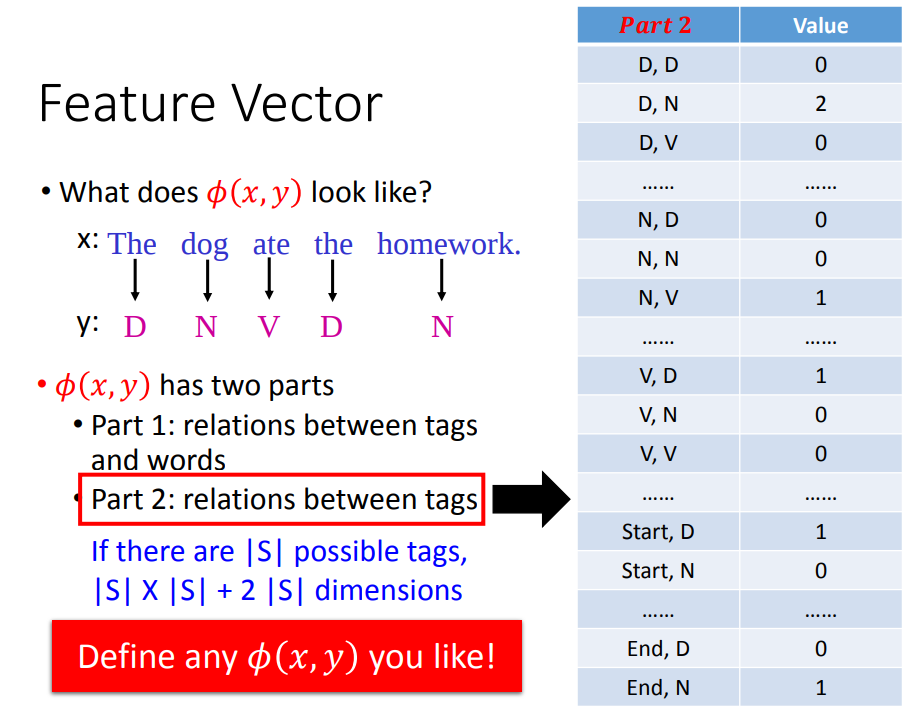 Feature Vector
• What does ϕ(x, y) look like?
x: The dog ate the homework.
y: D N V D N
• ϕ(x, y) has two parts
• Part 1: relations between tags
and words
• Part 2: relations between tags
If there are |S| possible tags,
|S| X |S| + 2 |S| dimensions
Define any ϕ(x, y) you like!
Part 2 Value
D, D 0
D, N 2
D, V 0
...... ......
N, D 0
N, N 0
N, V 1
...... ......
V, D 1
V, N 0
V, V 0
...... ......
Start, D 1
Start, N 0
...... ......
End, D 0
End, N 1